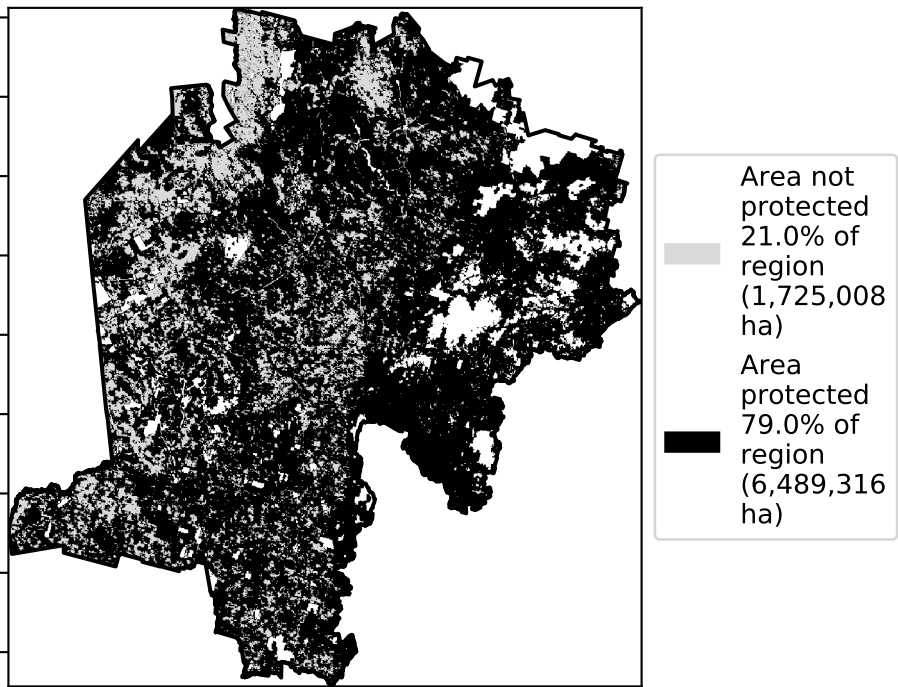 Area not
protected
21.0% of
region
(1,725,008
ha)
Area
protected
79.0% of
region
(6,489,316
ha)